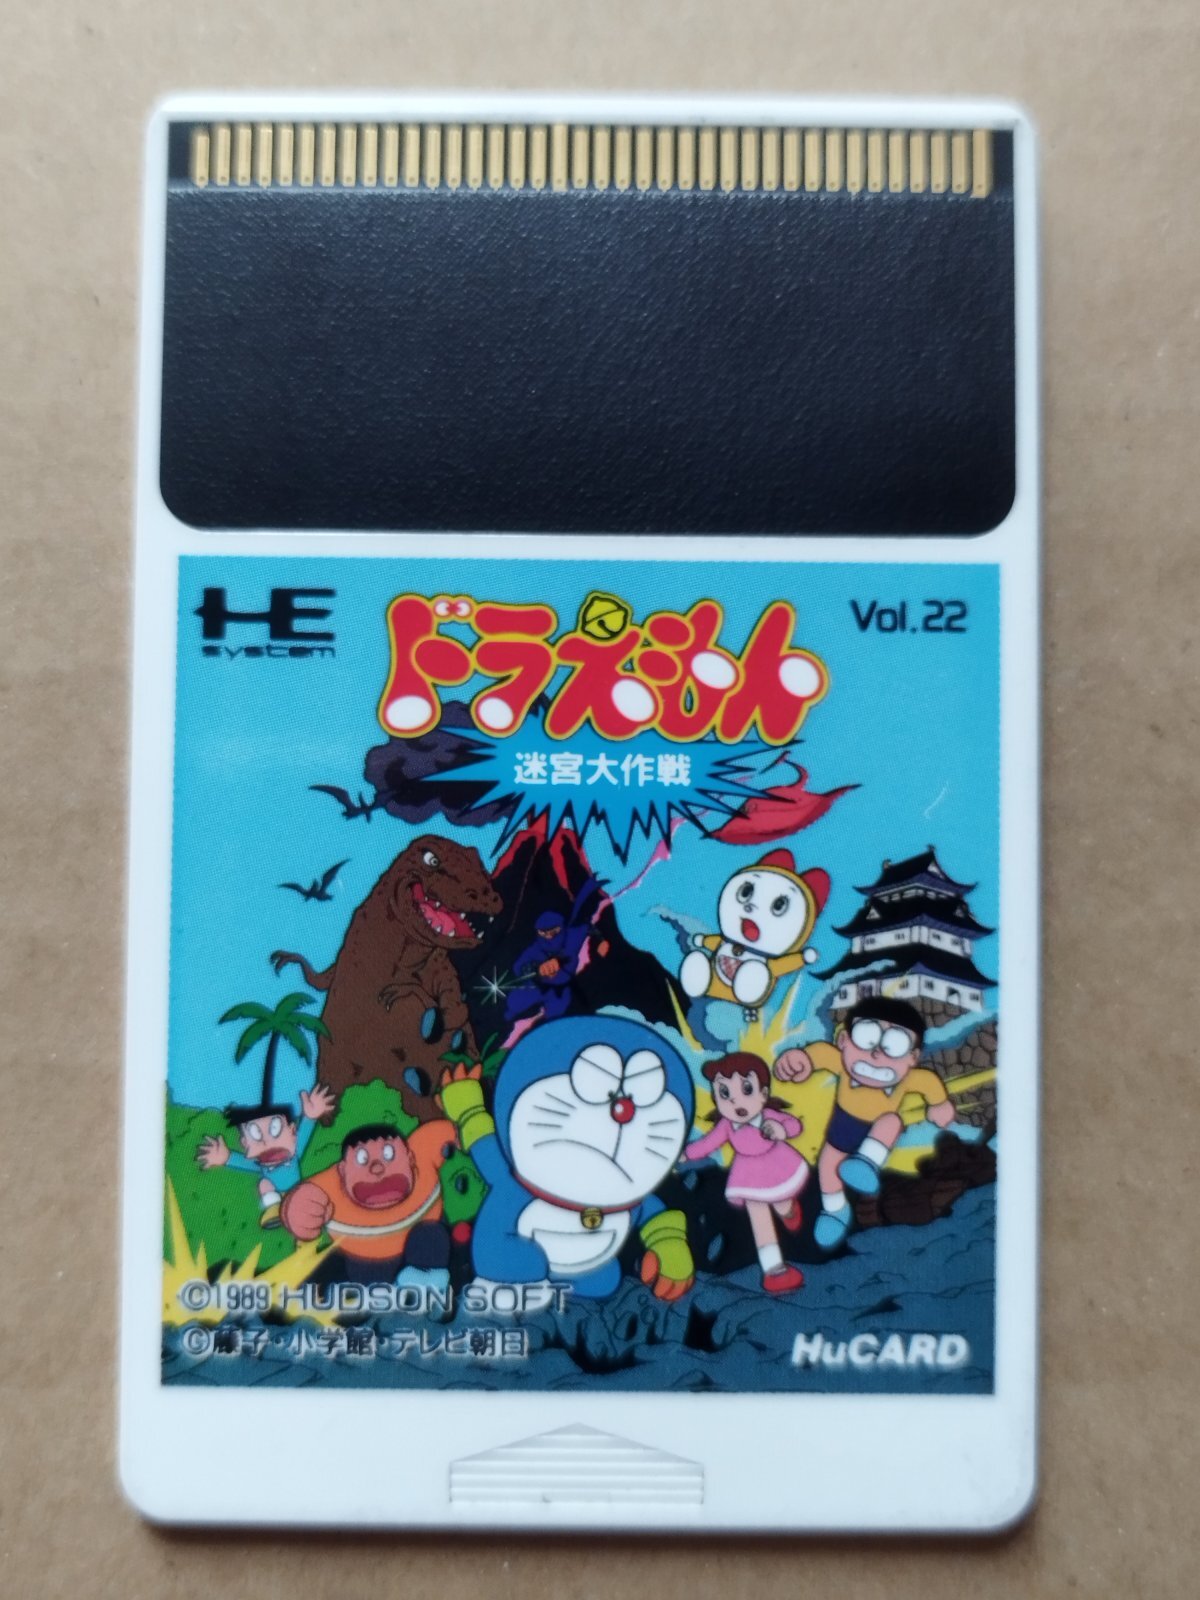 HE
system
ドラえもん
Vol.22
迷宮大作戦
©1989 HUDSON SOFT
©藤子・小学館・テレビ朝日
HuCARD